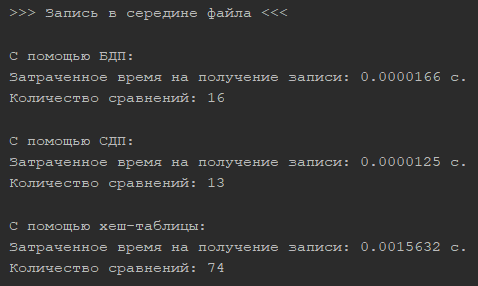 >>> Запись в середине файла <<<
С помощью БДП:
Затраченное время на получение записи: 0.0000166 с.
Количество сравнений: 16
С помощью СДП:
Затраченное время на получение записи: 0.0000125 с.
Количество сравнений: 13
С помощью хеш-таблицы:
Затраченное время на получение записи: 0.0015632 с.
Количество сравнений: 74